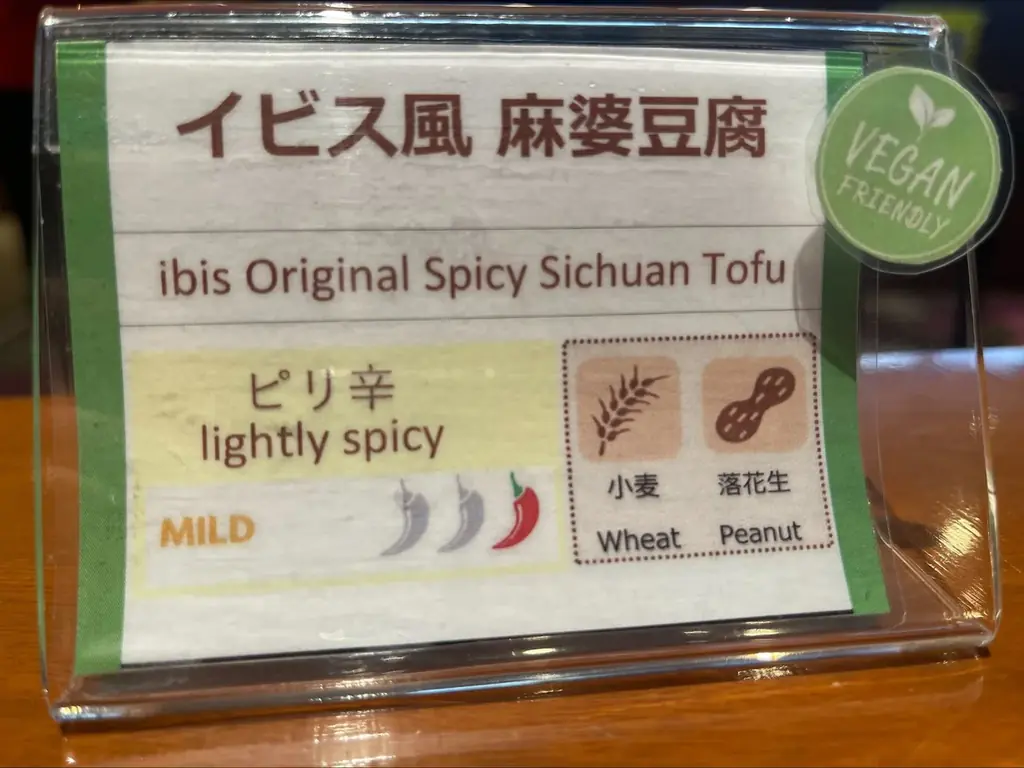 イビス風 麻婆豆腐
VEGAN
FRIENDLY
ibis Original Spicy Sichuan Tofu
ピリ辛
lightly spicy
MILD
小麦
Wheat
落花生
Peanut